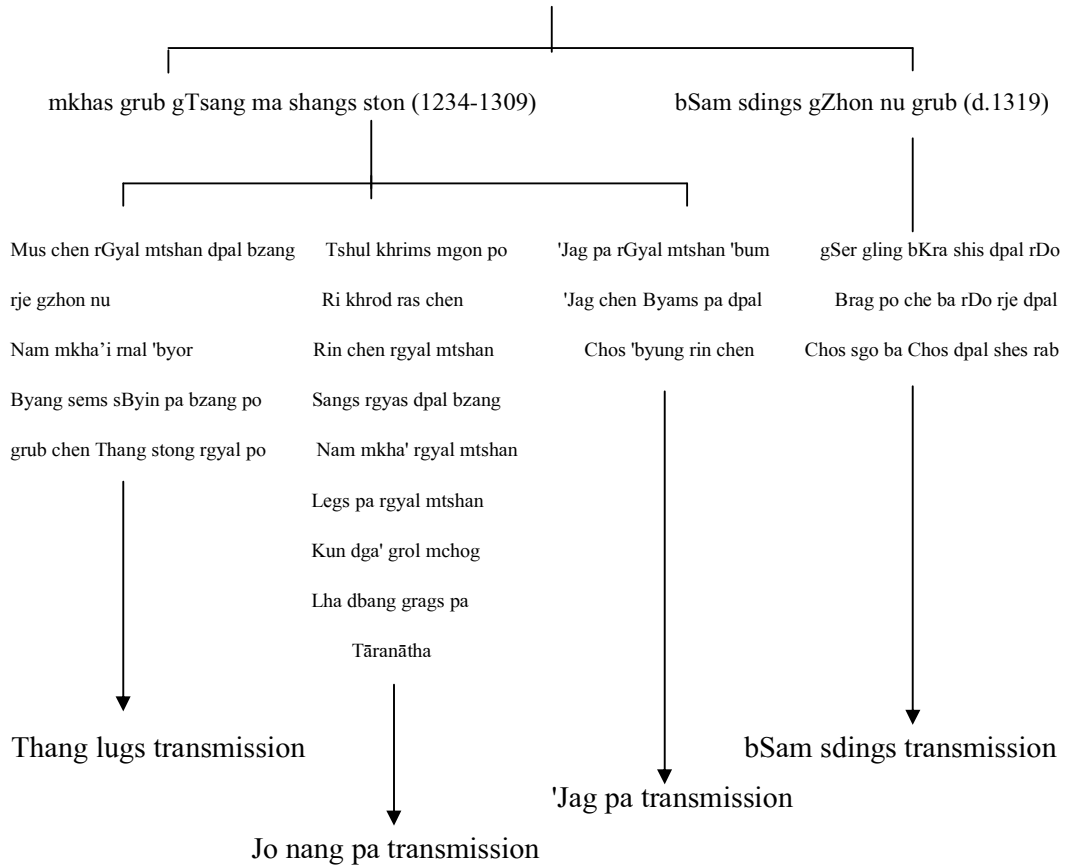 mkhas grub gTsang ma shangs ston (1234-1309)
bSam sdings gZhon nu grub (d.1319)
Mus chen rGyal mtshan dpal bzang
rje gzhon nu
Nam mkha’i rnal 'byor
Byang sems sByin pa bzang po
grub chen Thang stong rgyal po
Tshul khrims mgon po
Ri khrod ras chen
Rin chen rgyal mtshan
Sangs rgyas dpal bzang
Nam mkha' rgyal mtshan
Legs pa rgyal mtshan
Kun dga' grol mchog
Lha dbang grags pa
Tāranātha
'Jag pa rGyal mtshan 'bum
'Jag chen Byams pa dpal
Chos 'byung rin chen
gSer gling bKra shis dpal rDo
Brag po che ba rDo rje dpal
Chos sgo ba Chos dpal shes rab
Thang lugs transmission
Jo nang pa transmission
'Jag pa transmission
bSam sdings transmission